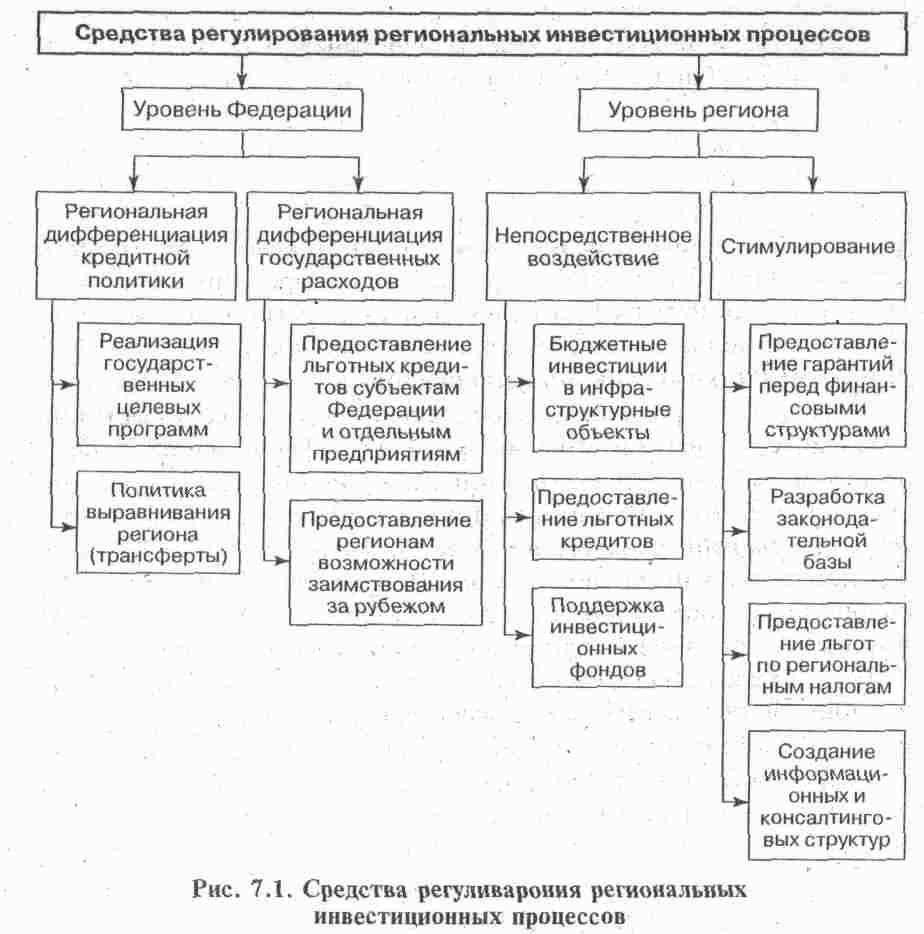 Средства регулирования региональных инвестиционных процессов
Уровень Федерации
Уровень региона
Региональная
дифференциация
кредитной
политики
Региональная
дифференциация
государственных
расходов
Непосредственное
воздействие
Стимулирование
Реализация
государст-
венных
целевых
программ
Политика
выравнивания
региона
(трансферты)
Предоставление
льготных креди-
тов субъектам
Федерации
и отдельным
предприятиям
Предоставление
регионам
возможности
заимствования
за рубежом
Бюджетные
инвестиции
в инфра-
структурные
объекты
Предоставле-
ние льготных
кредитов
Поддержка
инвестици-
онных
фондов
Предоставле-
ние гарантий
перед финан-
совыми
структурами
Разработка
законода-
тельной
базы
Предоставле-
ние льгот
по региональ-
ным налогам
Создание
информаци-
онных и
консалтинго-
вых структур
Рис. 7.1. Средства регуливарония региональных
инвестиционных процессов